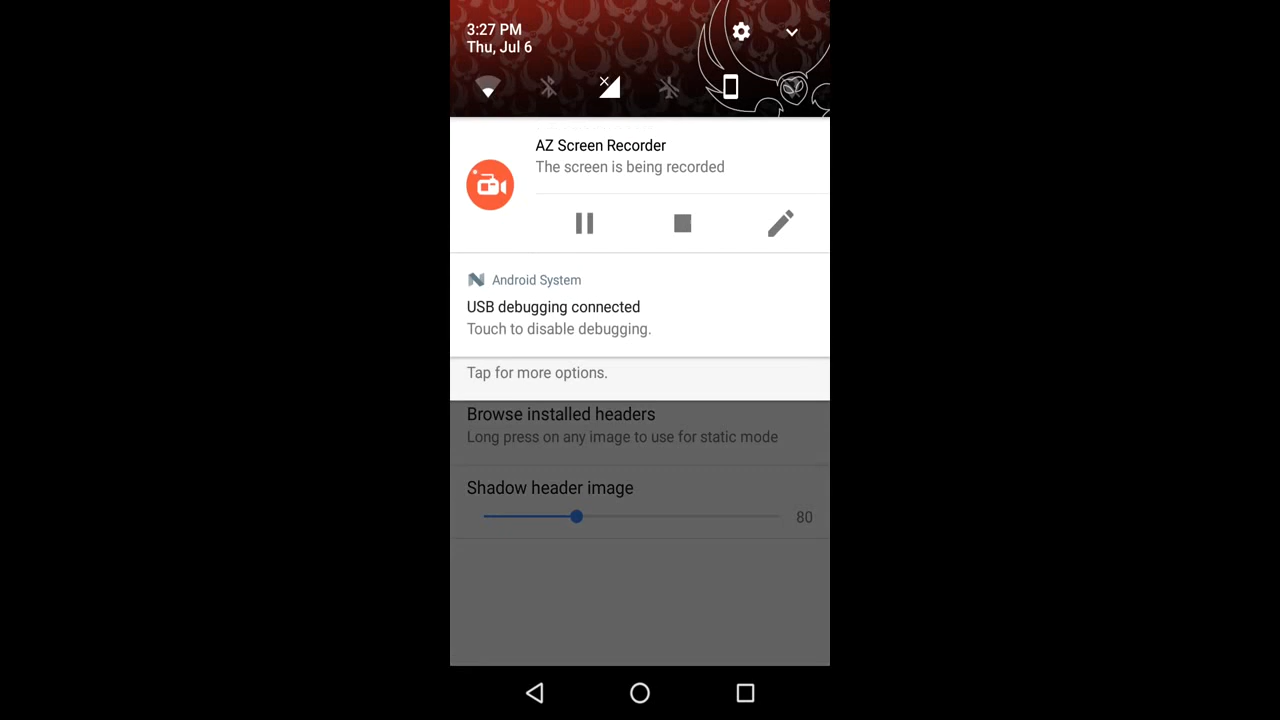 3:27 PM
Thu, Jul 6
AZ Screen Recorder
The screen is being recorded
Android System
USB debugging connected
Touch to disable debugging.
Tap for more options.
Browse installed headers
Long press on any image to use for static mode
Shadow header image
80